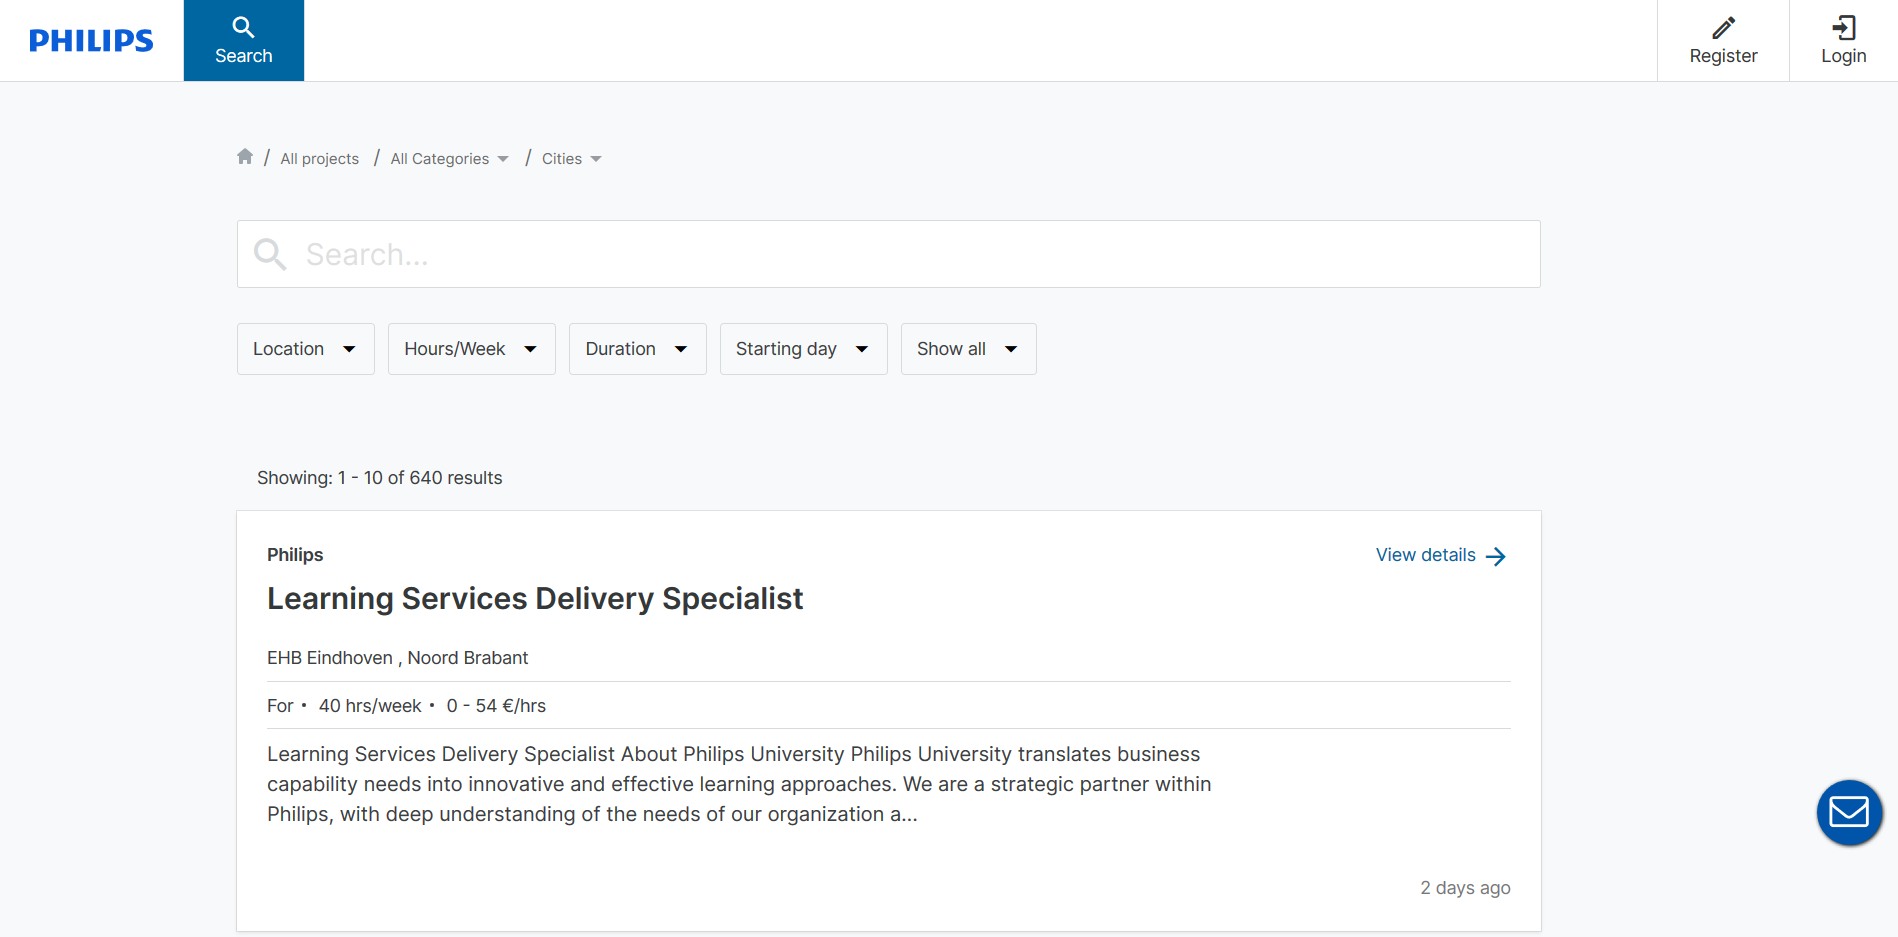 PHILIPS
Search
Register
Login
/ All projects / All Categories / Cities
Search...
Location
Hours/Week
Duration
Starting day
Show all
Showing: 1 - 10 of 640 results
Philips
View details
Learning Services Delivery Specialist
EHB Eindhoven , Noord Brabant
For • 40 hrs/week • 0 - 54 €/hrs
Learning Services Delivery Specialist About Philips University Philips University translates business
capability needs into innovative and effective learning approaches. We are a strategic partner within
Philips, with deep understanding of the needs of our organization a...
2 days ago